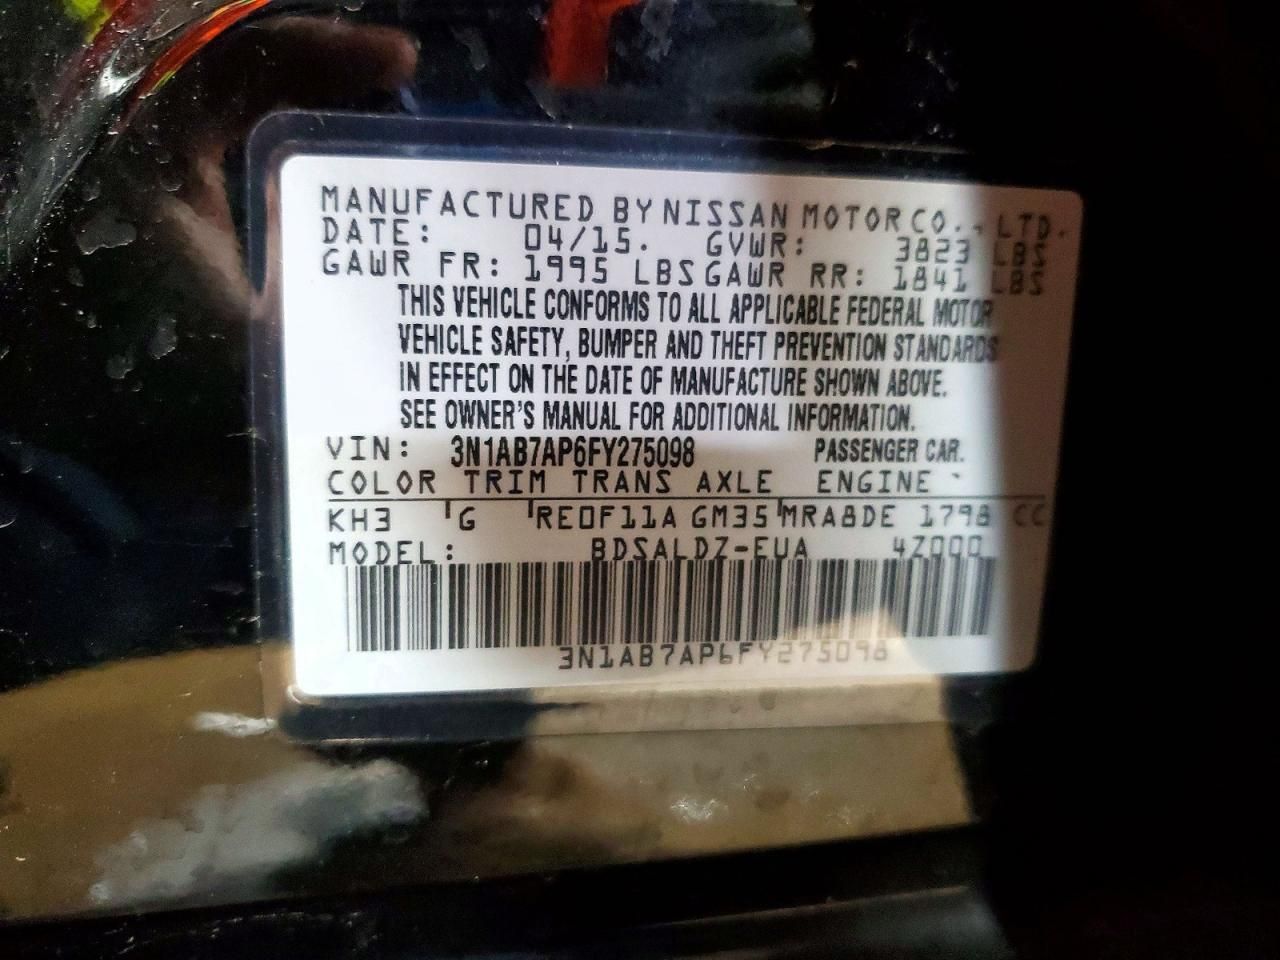 MANUFACTURED BY NISSAN MOTOR CO., LTD.
DATE: 04/15. GVWR: 3823 LBS
GAWR FR: 1995 LBS GAWR RR: 1841 LBS
THIS VEHICLE CONFORMS TO ALL APPLICABLE FEDERAL MOTOR
VEHICLE SAFETY, BUMPER AND THEFT PREVENTION STANDARDS
IN EFFECT ON THE DATE OF MANUFACTURE SHOWN ABOVE.
SEE OWNER'S MANUAL FOR ADDITIONAL INFORMATION.
VIN: 3N1AB7AP6FY275098 PASSENGER CAR.
COLOR TRIM TRANS AXLE ENGINE
KH3 G RE0F11A GM35 MRA8DE 1798 CC
MODEL: BDSALDZ-EUA 4Z000
3N1AB7AP6FY275098